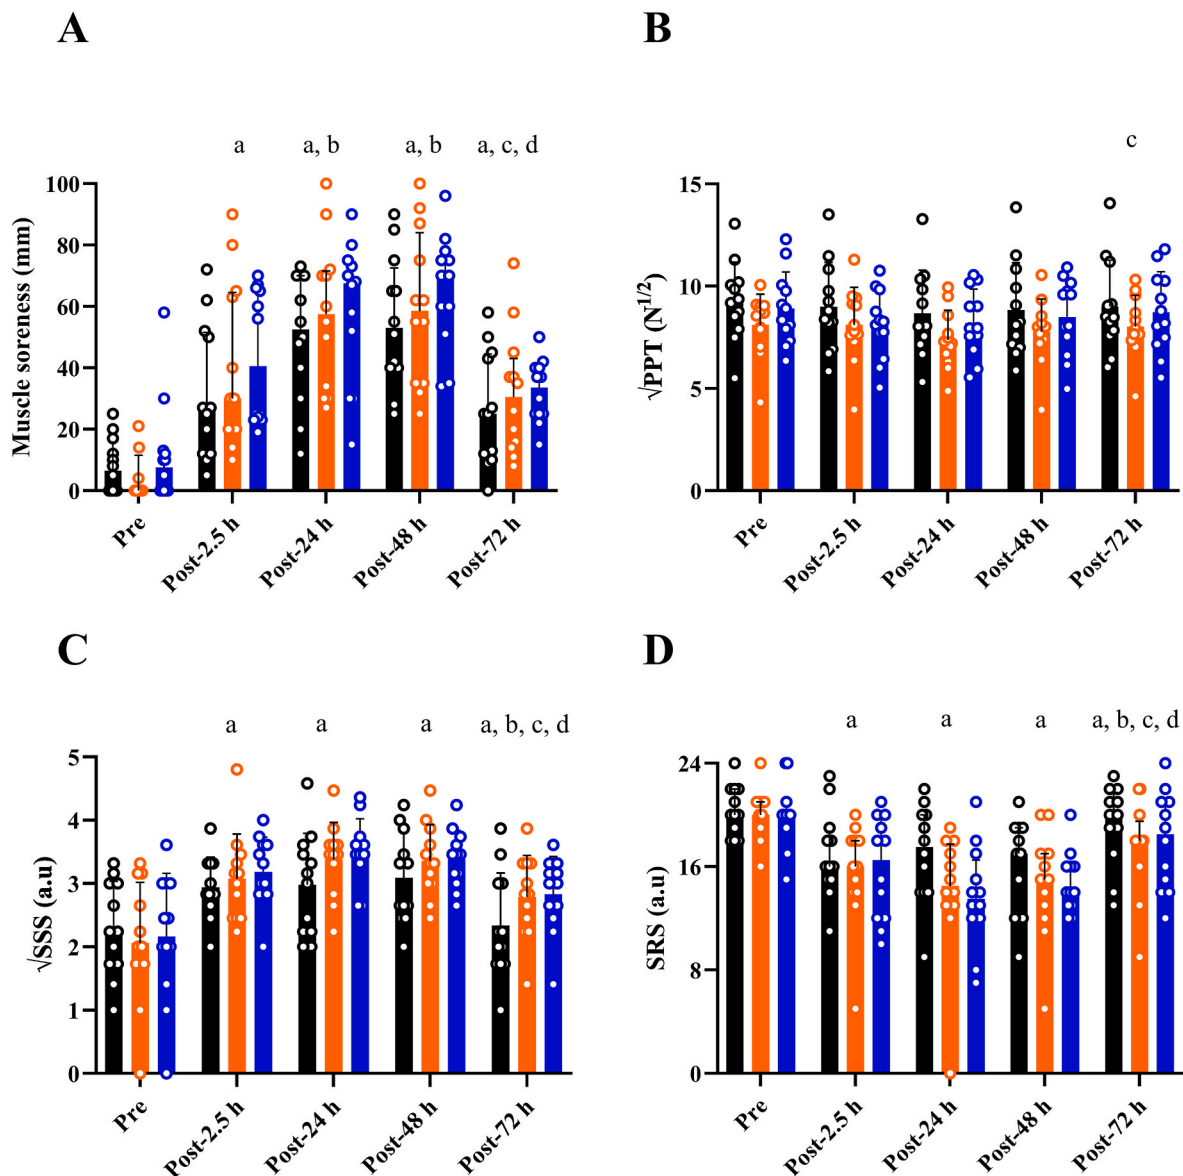 A
a
a, b
a, b
a, c, d
Muscle soreness (mm)
100
80
60
40
20
0
Pre
Post-2.5 h
Post-24 h
Post-48 h
Post-72 h
B
c
√PPT (N^1/2)
15
10
5
0
Pre
Post-2.5 h
Post-24 h
Post-48 h
Post-72 h
C
a
a
a
a, b, c, d
√SSS (a.u)
5
4
3
2
1
0
Pre
Post-2.5 h
Post-24 h
Post-48 h
Post-72 h
D
a
a
a
a, b, c, d
SRS (a.u)
24
16
8
0
Pre
Post-2.5 h
Post-24 h
Post-48 h
Post-72 h